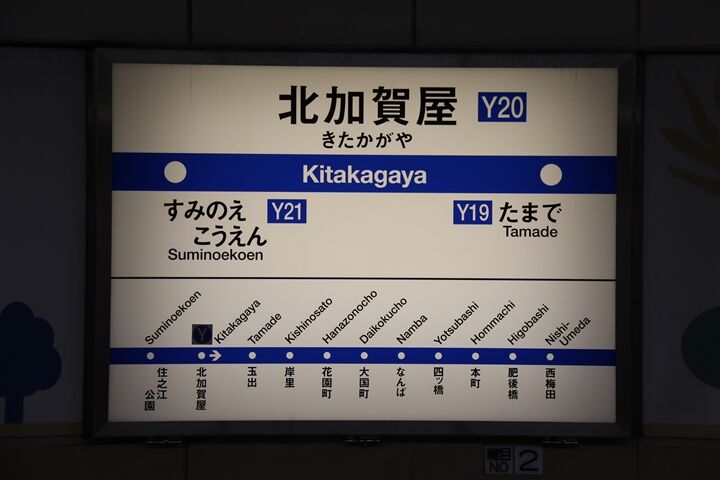 北加賀屋 Y20
きたかがや
Kitakagaya
すみのえ
こうえん
Y21
Suminoekoen
Y19 たまで
Tamade
Suminoekoen
Y
Kitakagaya
Tamade
Kishinosato
Hanazonocho
Daikokucho
Namba
Yotsubashi
Hommachi
Higobashi
Nishi-
Umeda
住之江
公園
北加賀屋
玉出
岸里
花園町
大国町
なんば
四ツ橋
本町
肥後橋
西梅田
継目
NO 2